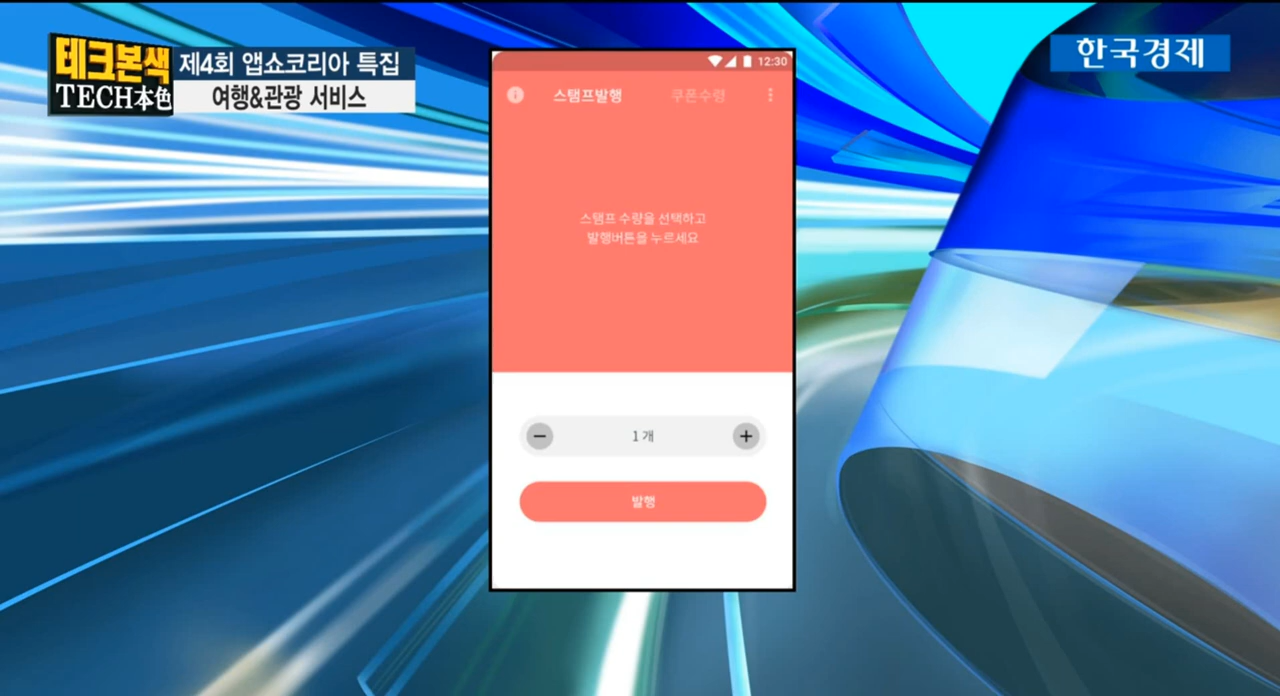 테크본색
TECH本色
제4회 앱쇼코리아 특집
여행&관광 서비스
한국경제
12:30
스탬프발행
쿠폰수령
스탬프 수량을 선택하고
발행버튼을 누르세요
1 개
발행